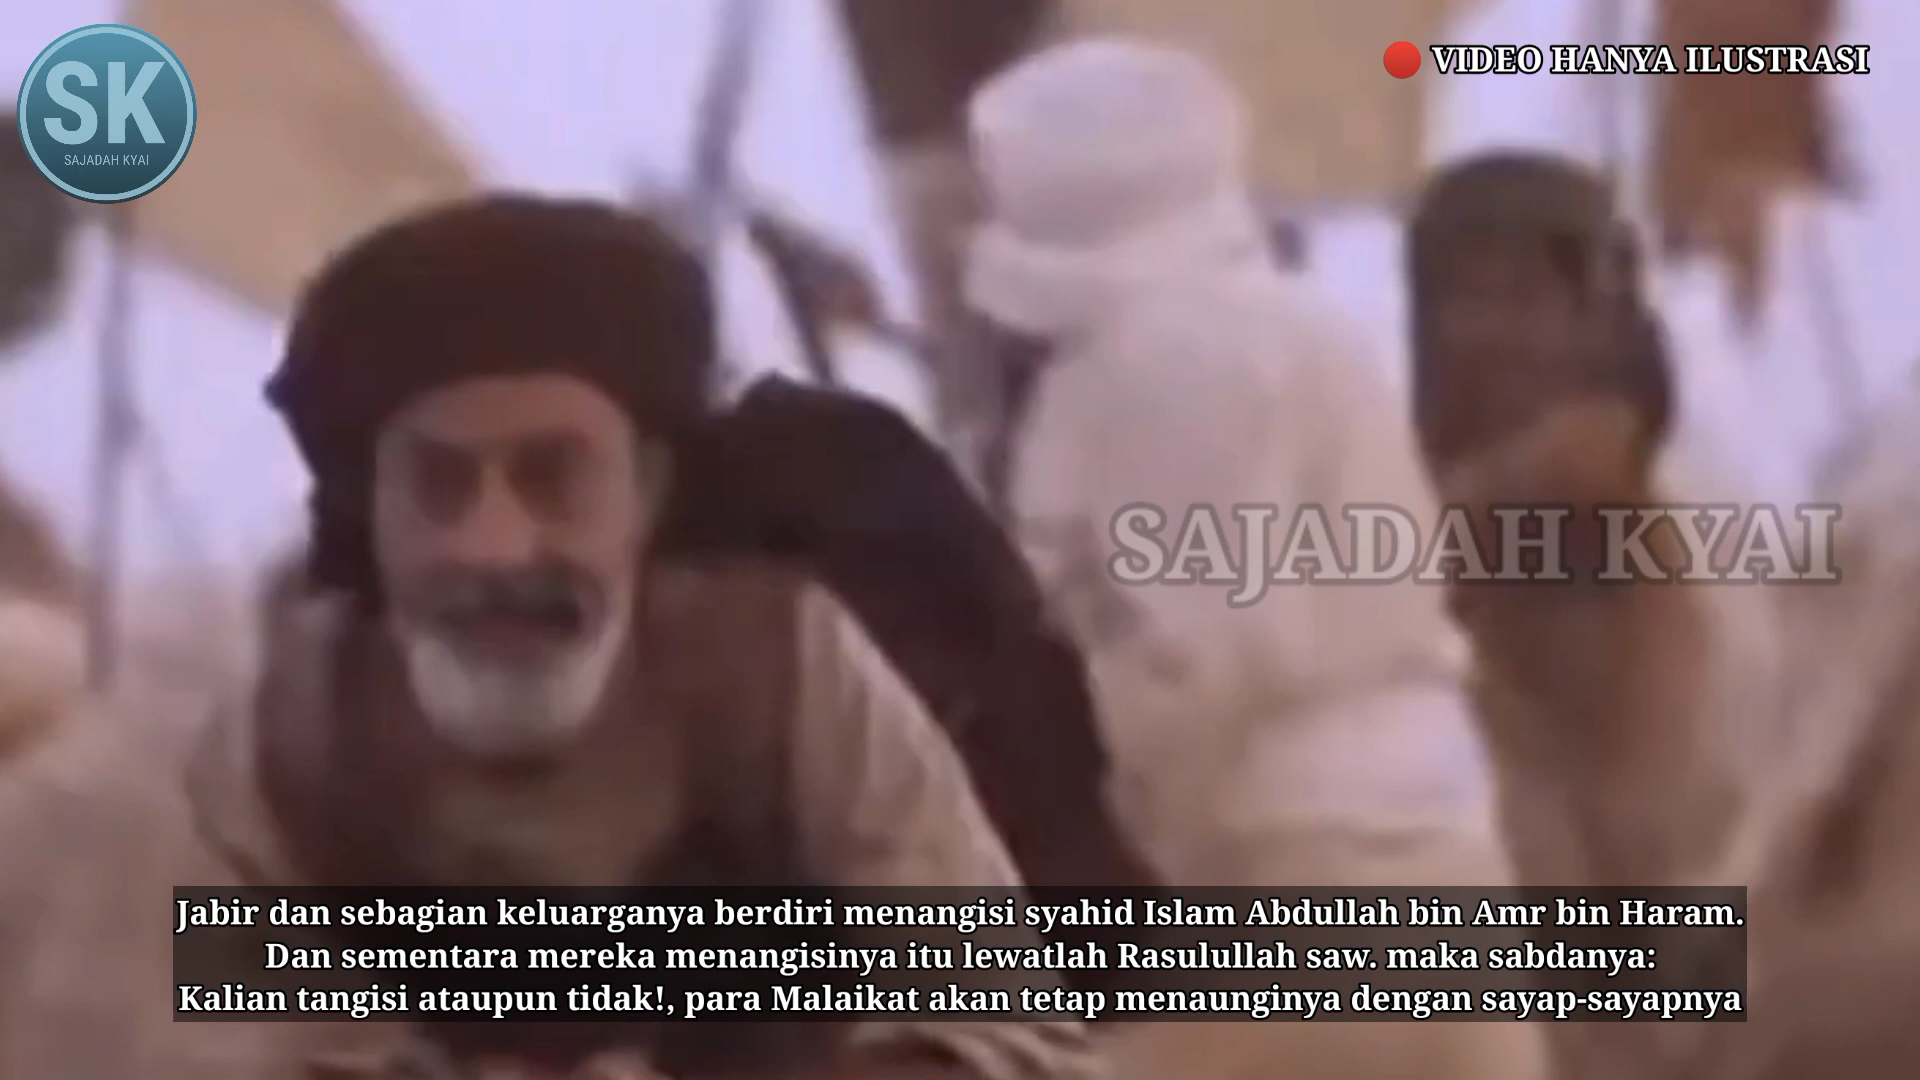 SK
SAJADAH KYAI
VIDEO HANYA ILUSTRASI
SAJADAH KYAI
Jabir dan sebagian keluarganya berdiri menangisi syahid Islam Abdullah bin Amr bin Haram.
Dan sementara mereka menangisinya itu lewatlah Rasulullah saw. maka sabdanya:
Kalian tangisi ataupun tidak!, para Malaikat akan tetap menaunginya dengan sayap-sayapnya